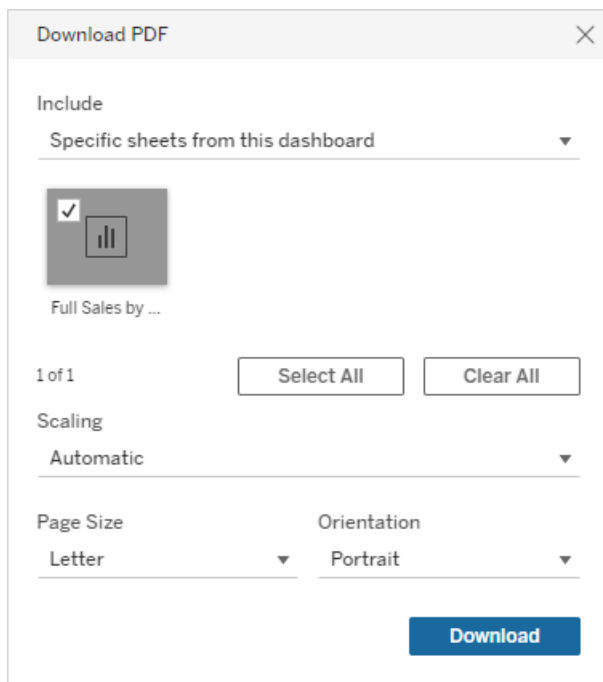 Download PDF
Include
Specific sheets from this dashboard
Full Sales by ...
1 of 1
Select All
Clear All
Scaling
Automatic
Page Size
Orientation
Letter
Portrait
Download